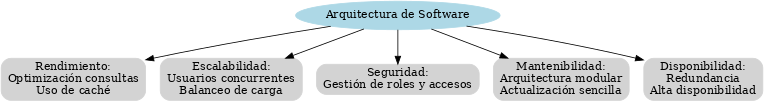 Arquitectura de Software
Rendimiento:
Optimización consultas
Uso de caché
Escalabilidad:
Usuarios concurrentes
Balanceo de carga
Seguridad:
Gestión de roles y accesos
Mantenibilidad:
Arquitectura modular
Actualización sencilla
Disponibilidad:
Redundancia
Alta disponibilidad